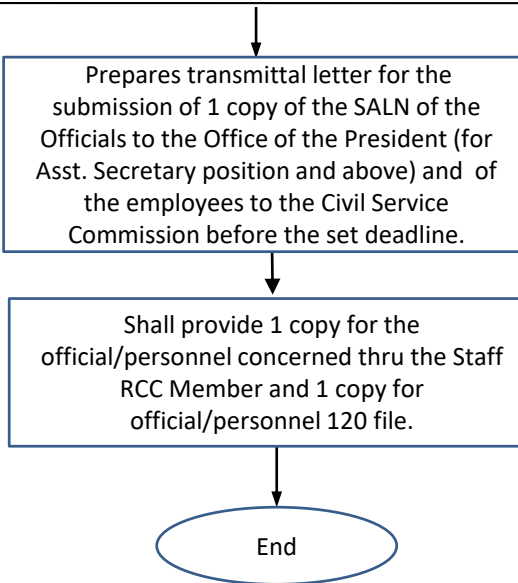 Prepares transmittal letter for the
submission of 1 copy of the SALN of the
Officials to the Office of the President (for
Asst. Secretary position and above) and of
the employees to the Civil Service
Commission before the set deadline.
Shall provide 1 copy for the
official/personnel concerned thru the Staff
RCC Member and 1 copy for
official/personnel 120 file.
End